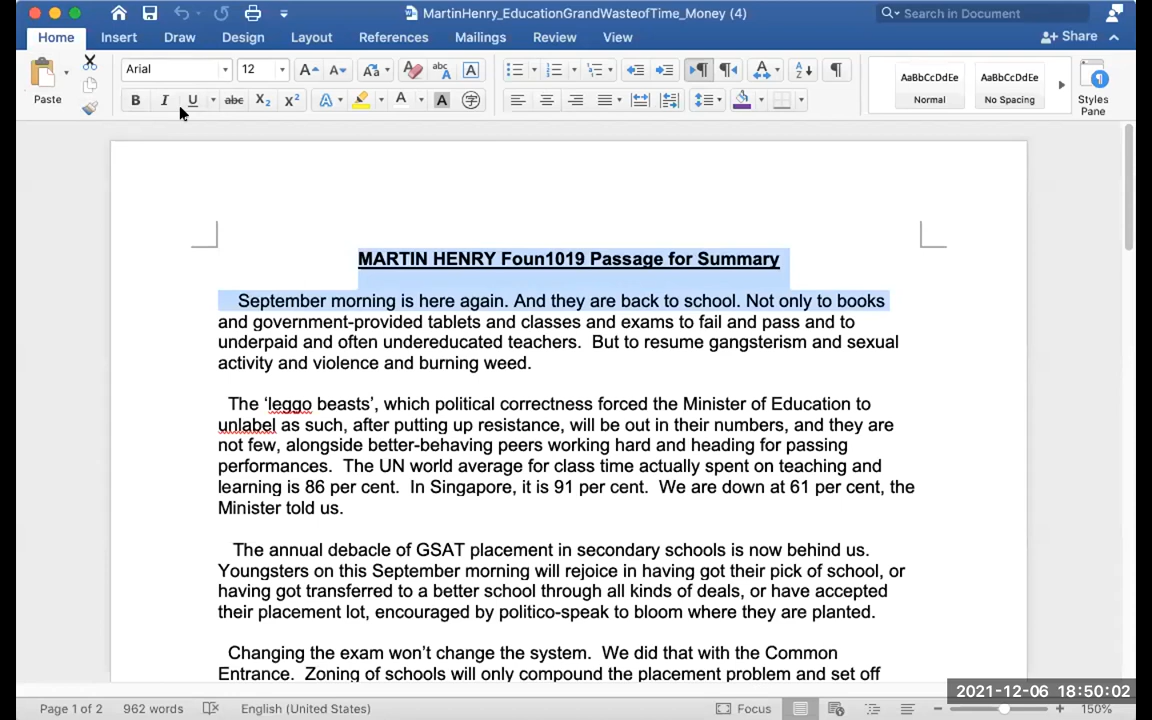 MartinHenry_EducationGrandWasteofTime_Money (4)
Search in Document
Home Insert Draw Design Layout References Mailings Review View
Share
Paste
Arial 12
B I U abc X₂ X²
AaBbCcDdEe AaBbCcDdEe
Normal No Spacing
Styles
Pane
MARTIN HENRY Foun1019 Passage for Summary
September morning is here again. And they are back to school. Not only to books
and government-provided tablets and classes and exams to fail and pass and to
underpaid and often undereducated teachers.  But to resume gangsterism and sexual
activity and violence and burning weed.
The ‘leggo beasts’, which political correctness forced the Minister of Education to
unlabel as such, after putting up resistance, will be out in their numbers, and they are
not few, alongside better-behaving peers working hard and heading for passing
performances.  The UN world average for class time actually spent on teaching and
learning is 86 per cent.  In Singapore, it is 91 per cent.  We are down at 61 per cent, the
Minister told us.
The annual debacle of GSAT placement in secondary schools is now behind us.
Youngsters on this September morning will rejoice in having got their pick of school, or
having got transferred to a better school through all kinds of deals, or have accepted
their placement lot, encouraged by politico-speak to bloom where they are planted.
Changing the exam won’t change the system.  We did that with the Common
Entrance.  Zoning of schools will only compound the placement problem and set off
2021-12-06 18:50:02
Page 1 of 2 962 words English (United States) Focus 150%